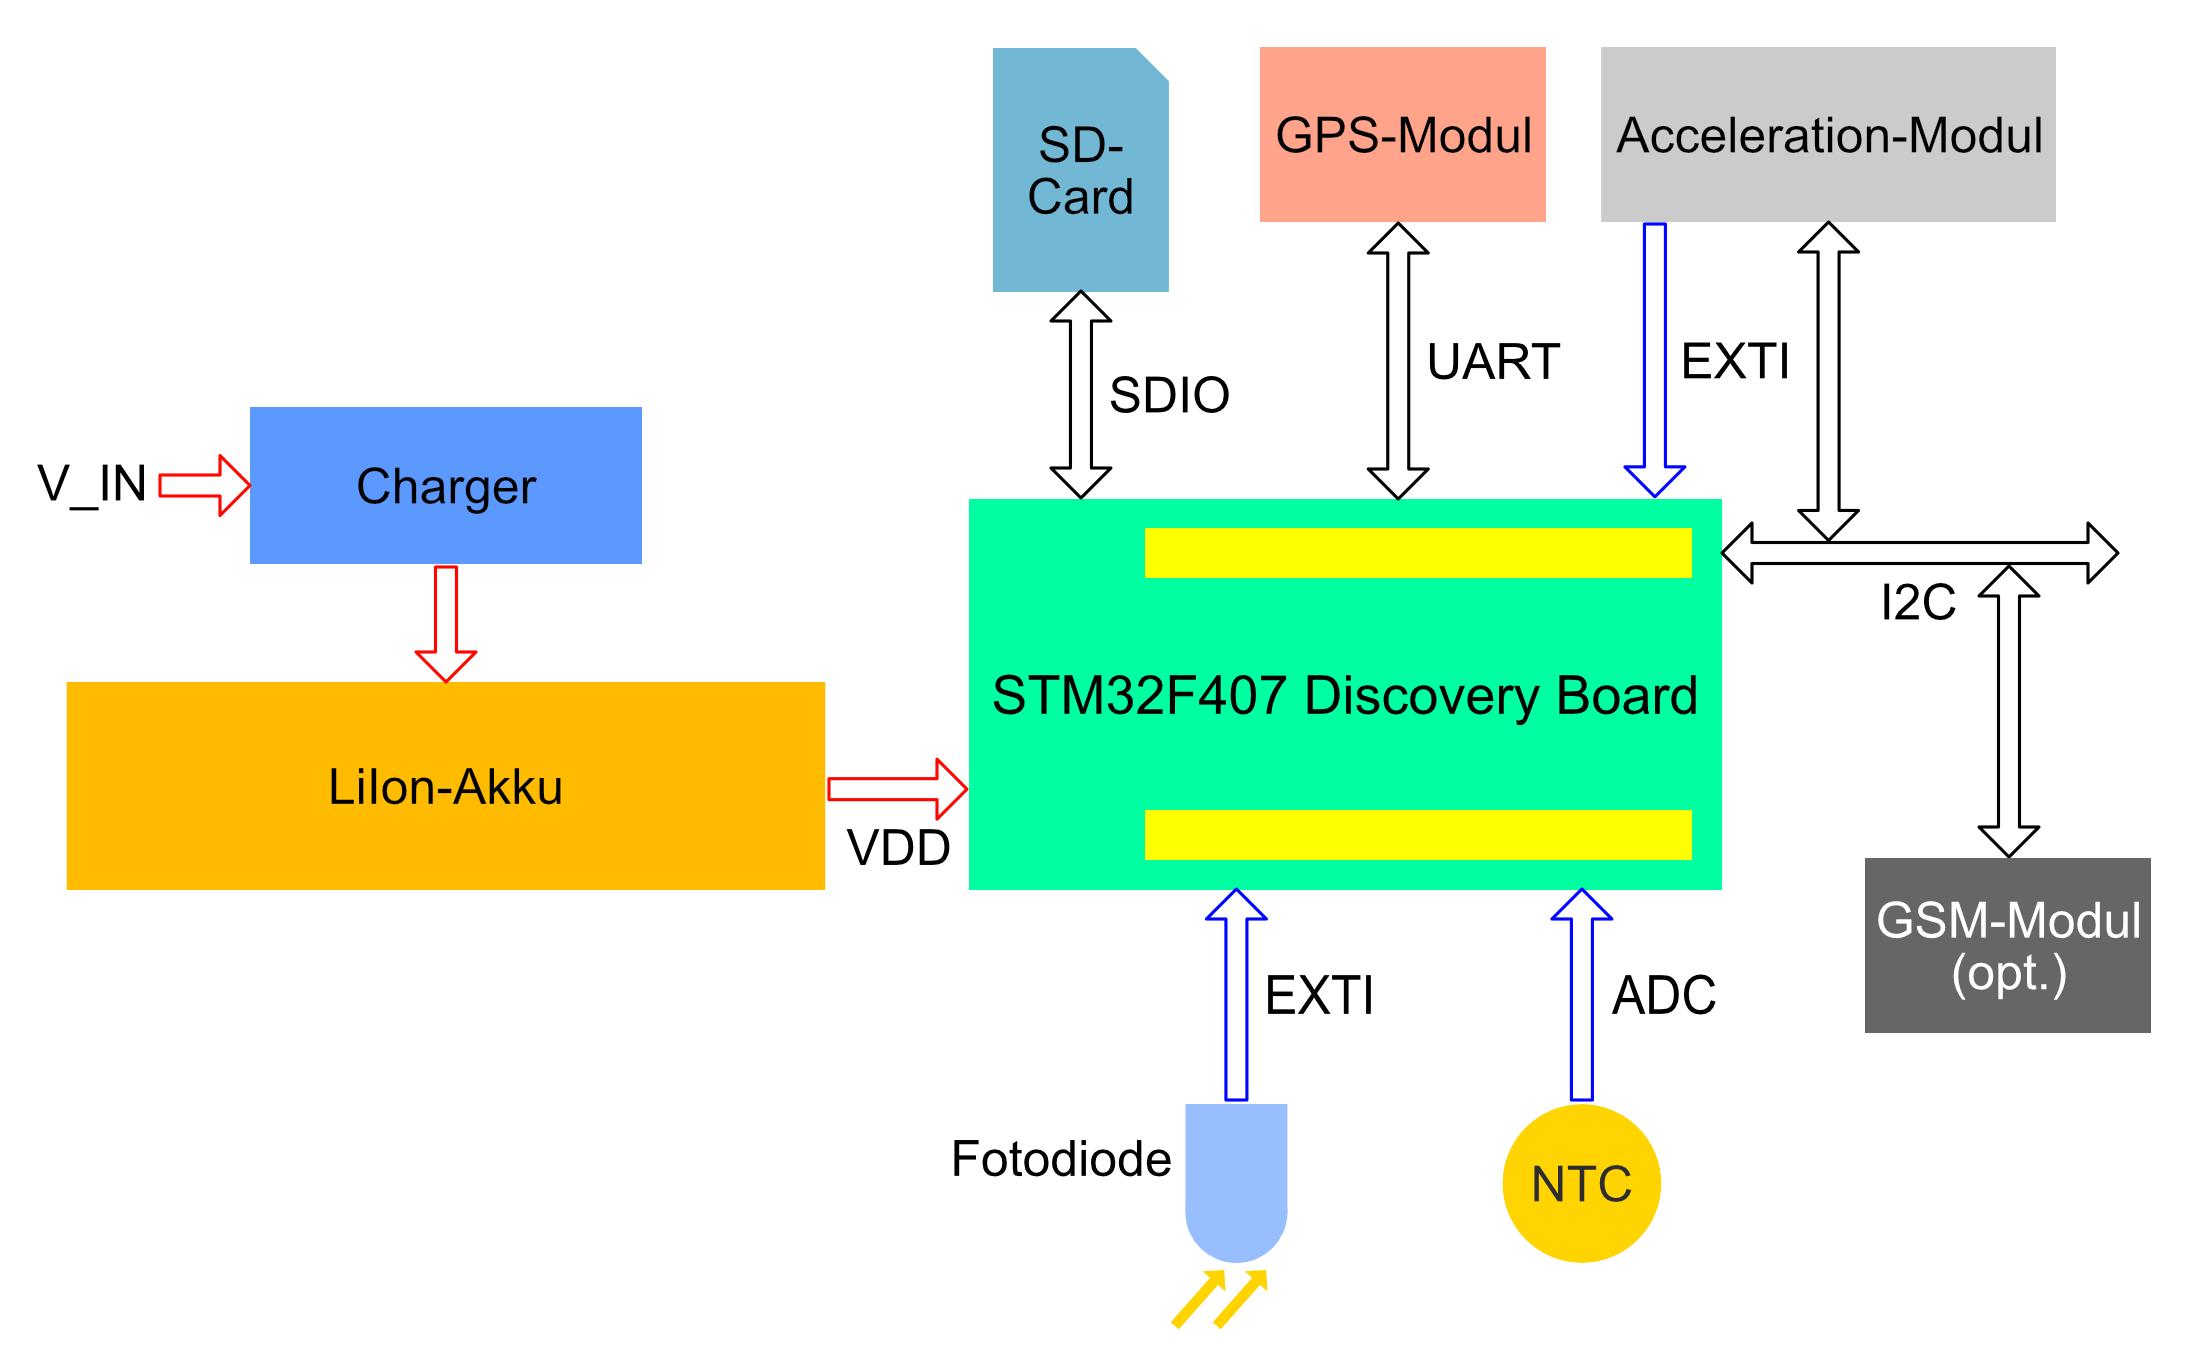 SD-
Card
GPS-Modul
Acceleration-Modul
SDIO
UART
EXTI
V_IN
Charger
I2C
STM32F407 Discovery Board
LiIon-Akku
VDD
GSM-Modul
(opt.)
EXTI
ADC
Fotodiode
NTC